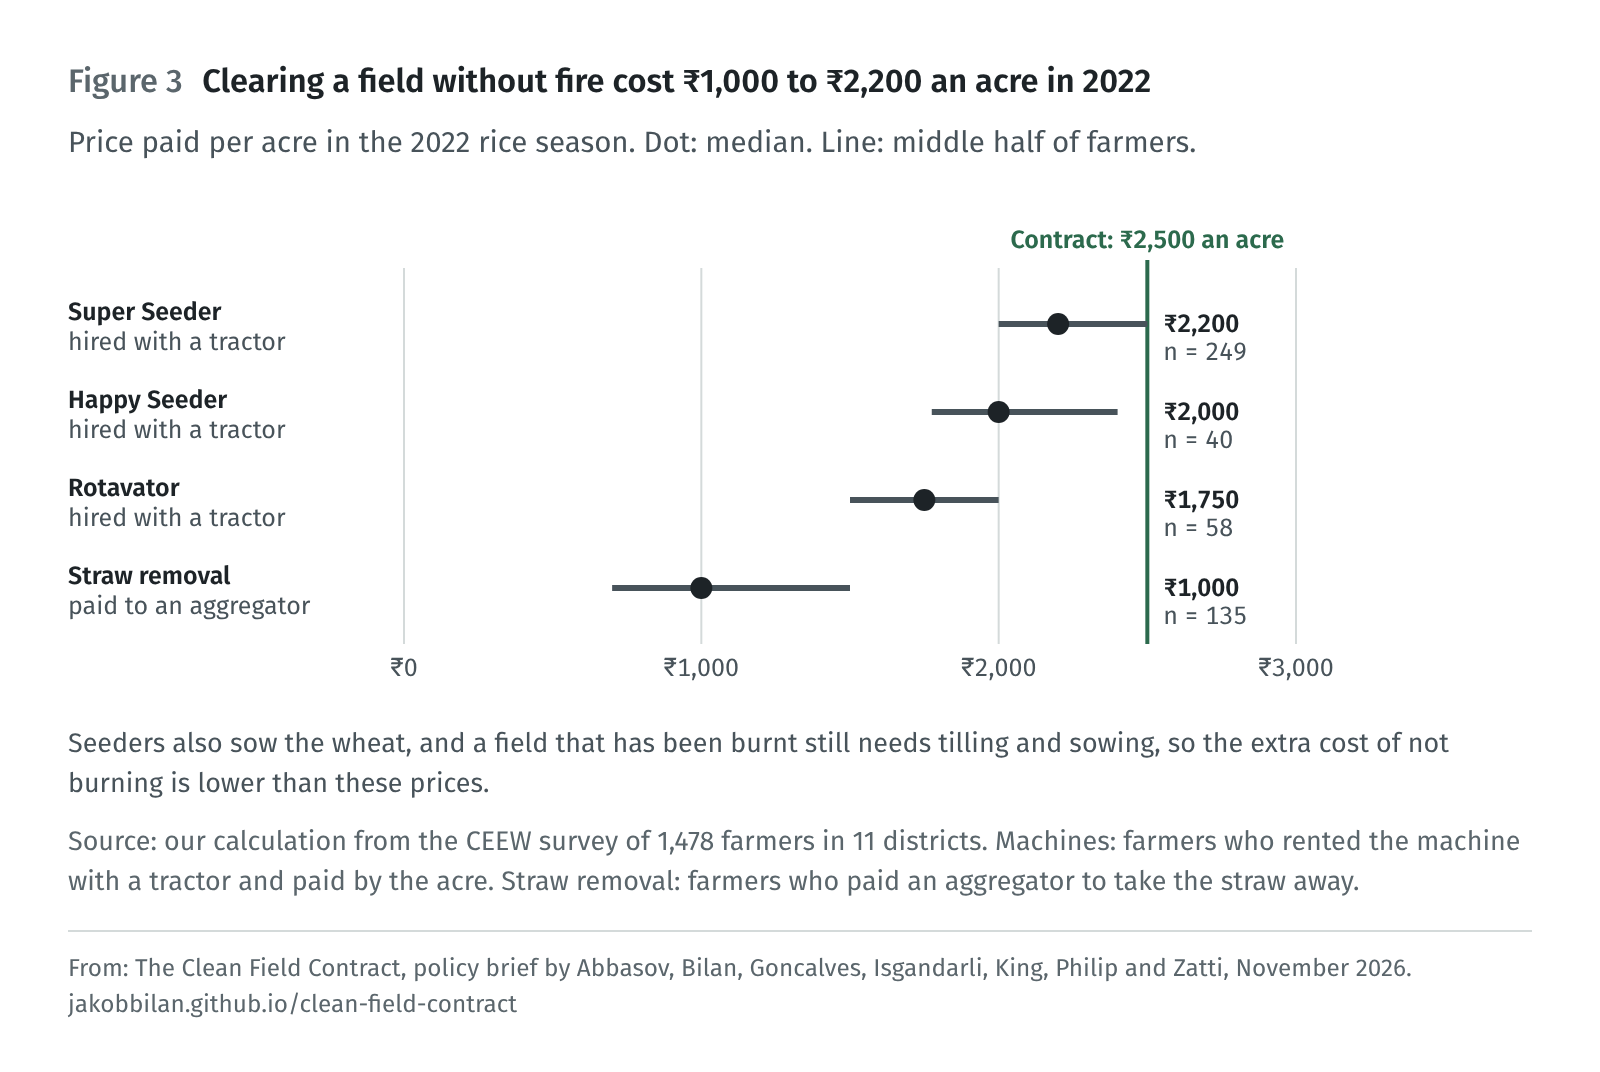 Figure 3 Clearing a field without fire cost ₹1,000 to ₹2,200 an acre in 2022
Price paid per acre in the 2022 rice season. Dot: median. Line: middle half of farmers.
Contract: ₹2,500 an acre
Super Seeder
hired with a tractor
₹2,200
n = 249
Happy Seeder
hired with a tractor
₹2,000
n = 40
Rotavator
hired with a tractor
₹1,750
n = 58
Straw removal
paid to an aggregator
₹1,000
n = 135
₹0 ₹1,000 ₹2,000 ₹3,000
Seeders also sow the wheat, and a field that has been burnt still needs tilling and sowing, so the extra cost of not
burning is lower than these prices.
Source: our calculation from the CEEW survey of 1,478 farmers in 11 districts. Machines: farmers who rented the machine
with a tractor and paid by the acre. Straw removal: farmers who paid an aggregator to take the straw away.
From: The Clean Field Contract, policy brief by Abbasov, Bilan, Goncalves, Isgandarli, King, Philip and Zatti, November 2026.
jakobbilan.github.io/clean-field-contract